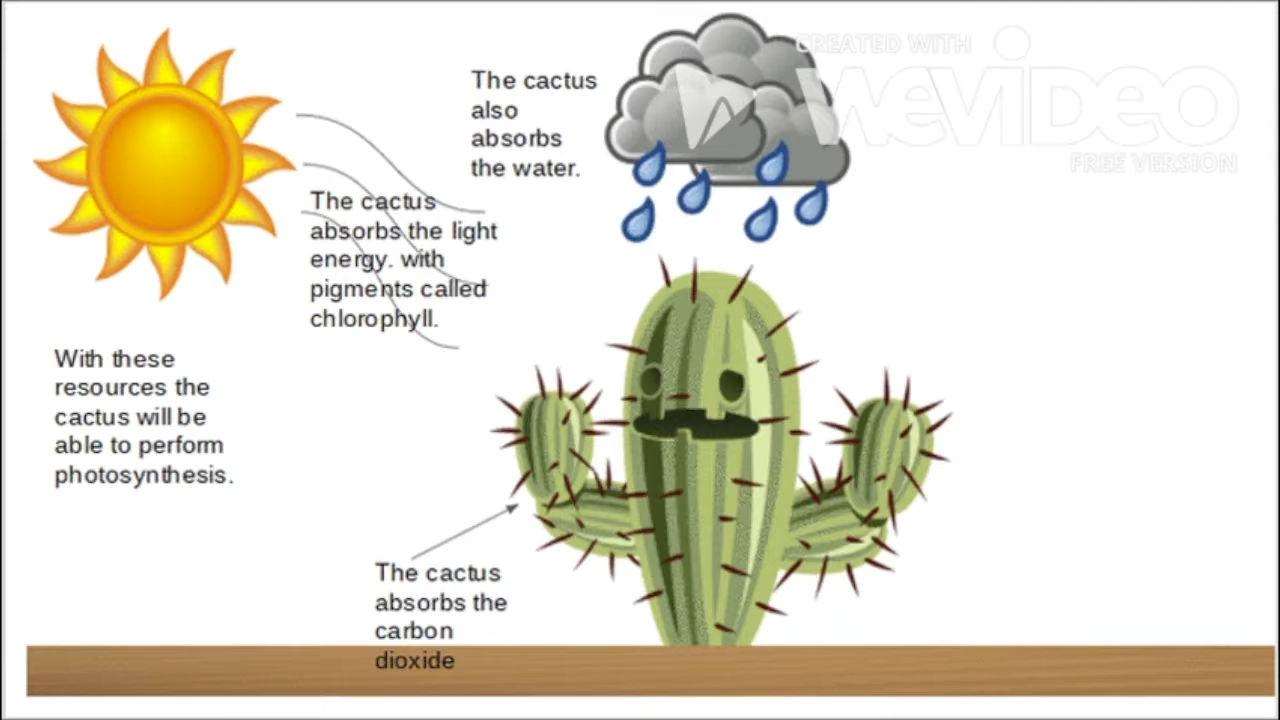 The cactus
also
absorbs
the water.
CREATED WITH
WEVIDEO
FREE VERSION
The cactus
absorbs the light
energy. with
pigments called
chlorophyll.
With these
resources the
cactus will be
able to perform
photosynthesis.
The cactus
absorbs the
carbon
dioxide